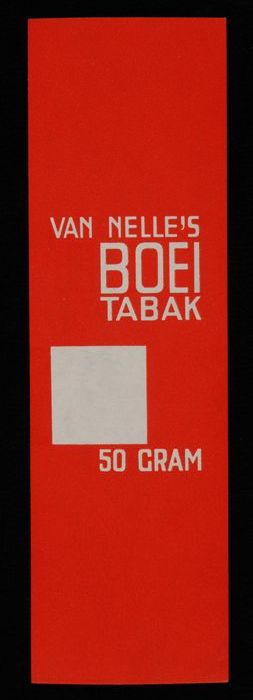 VAN NELLE'S
BOEI
TABAK
50 GRAM